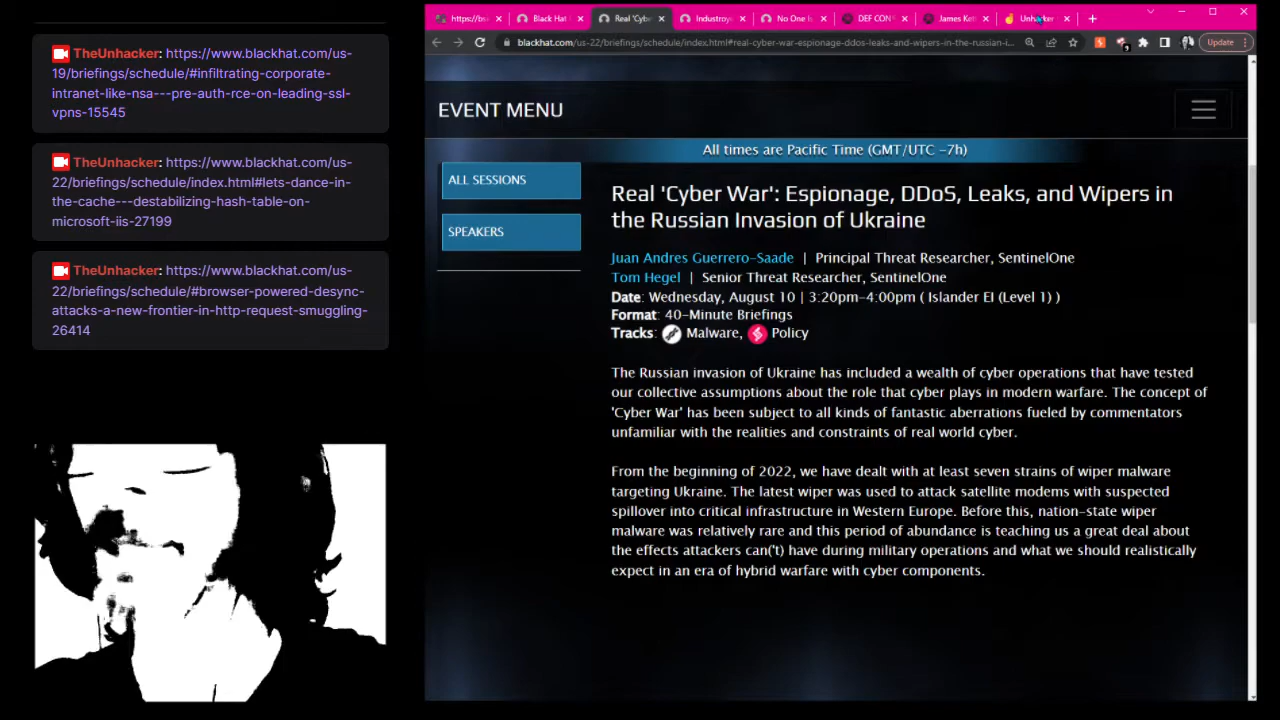 TheUnhacker: https://www.blackhat.com/us-
19/briefings/schedule/#infiltrating-corporate-
intranet-like-nsa---pre-auth-rce-on-leading-ssl-
vpns-15545
TheUnhacker: https://www.blackhat.com/us-
22/briefings/schedule/index.html#lets-dance-in-
the-cache---destabilizing-hash-table-on-
microsoft-iis-27199
TheUnhacker: https://www.blackhat.com/us-
22/briefings/schedule/#browser-powered-desync-
attacks-a-new-frontier-in-http-request-smuggling-
26414
https://bs Black Hat Real 'Cybe Industroy No One I DEF CON James Ket Unhacker
blackhat.com/us-22/briefings/schedule/index.html#real-cyber-war-espionage-ddos-leaks-and-wipers-in-the-russian-i... Update
EVENT MENU
All times are Pacific Time (GMT/UTC -7h)
ALL SESSIONS
SPEAKERS
Real 'Cyber War': Espionage, DDoS, Leaks, and Wipers in
the Russian Invasion of Ukraine
Juan Andres Guerrero-Saade | Principal Threat Researcher, SentinelOne
Tom Hegel | Senior Threat Researcher, SentinelOne
Date: Wednesday, August 10 | 3:20pm-4:00pm ( Islander EI (Level 1) )
Format: 40-Minute Briefings
Tracks: Malware, Policy
The Russian invasion of Ukraine has included a wealth of cyber operations that have tested
our collective assumptions about the role that cyber plays in modern warfare. The concept of
'Cyber War' has been subject to all kinds of fantastic aberrations fueled by commentators
unfamiliar with the realities and constraints of real world cyber.
From the beginning of 2022, we have dealt with at least seven strains of wiper malware
targeting Ukraine. The latest wiper was used to attack satellite modems with suspected
spillover into critical infrastructure in Western Europe. Before this, nation-state wiper
malware was relatively rare and this period of abundance is teaching us a great deal about
the effects attackers can('t) have during military operations and what we should realistically
expect in an era of hybrid warfare with cyber components.